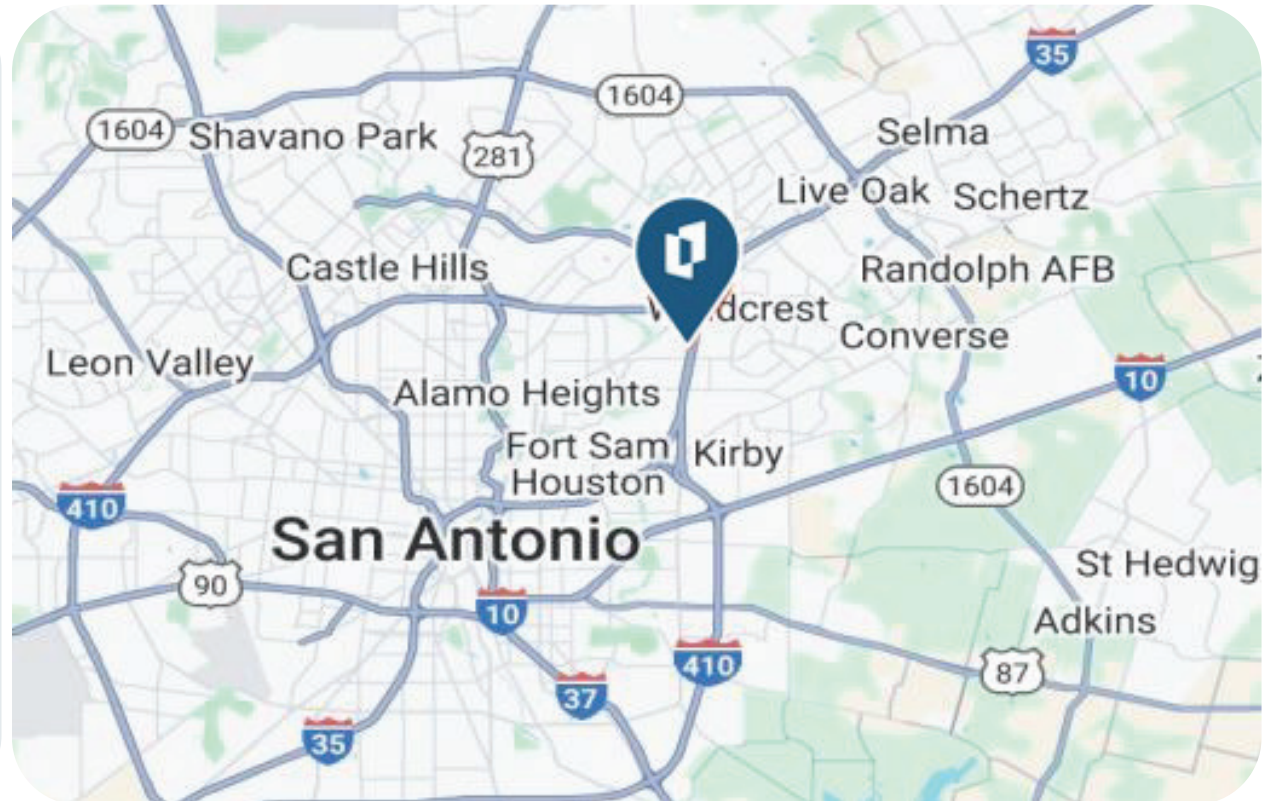 35
1604
1604
Shavano Park
281
Selma
Live Oak
Schertz
Castle Hills
Randolph AFB
Converse
Leon Valley
10
Alamo Heights
Fort Sam
Houston
Kirby
410
1604
San Antonio
90
St Hedwig
10
Adkins
410
87
37
35